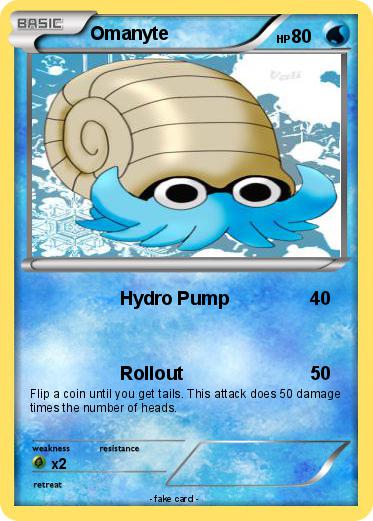 BASIC Omanyte HP80
Hydro Pump 40
Rollout 50
Flip a coin until you get tails. This attack does 50 damage
times the number of heads.
weakness resistance
x2
retreat
- fake card -